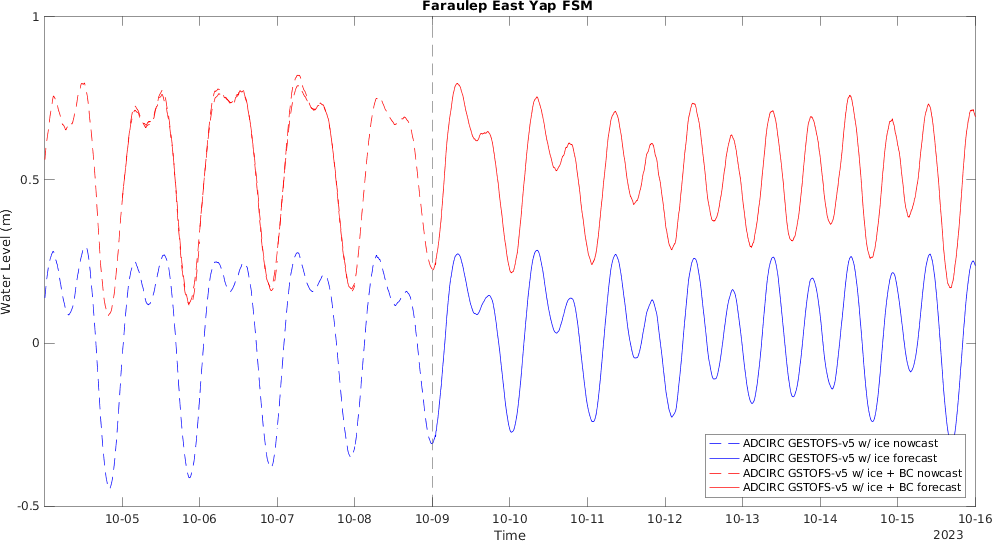 Faraulep East Yap FSM
1
0.5
0
-0.5
Water Level (m)
10-05 10-06 10-07 10-08 10-09 10-10 10-11 10-12 10-13 10-14 10-15 10-16
Time
2023
ADCIRC GESTOFS-v5 w/ ice nowcast
ADCIRC GESTOFS-v5 w/ ice forecast
ADCIRC GSTOFS-v5 w/ ice + BC nowcast
ADCIRC GSTOFS-v5 w/ ice + BC forecast